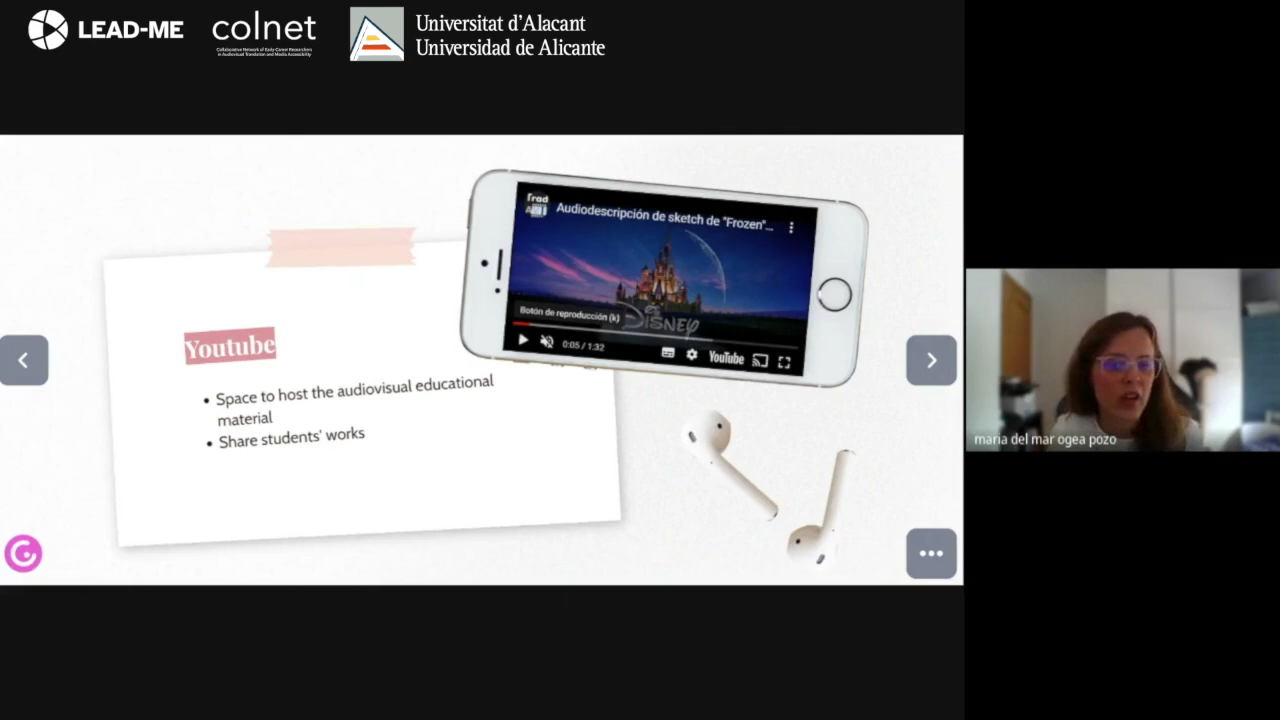 LEAD-ME
colnet
Collaborative Network of Early-Career Researchers
in Audiovisual Translation and Media Accessibility
Universitat d'Alacant
Universidad de Alicante
Trad
Audiodescripción de sketch de "Frozen"...
Botón de reproducción (k)
Disney
0:05 / 1:32
YouTube
Youtube
• Space to host the audiovisual educational
material
• Share students' works
maria del mar ogea pozo